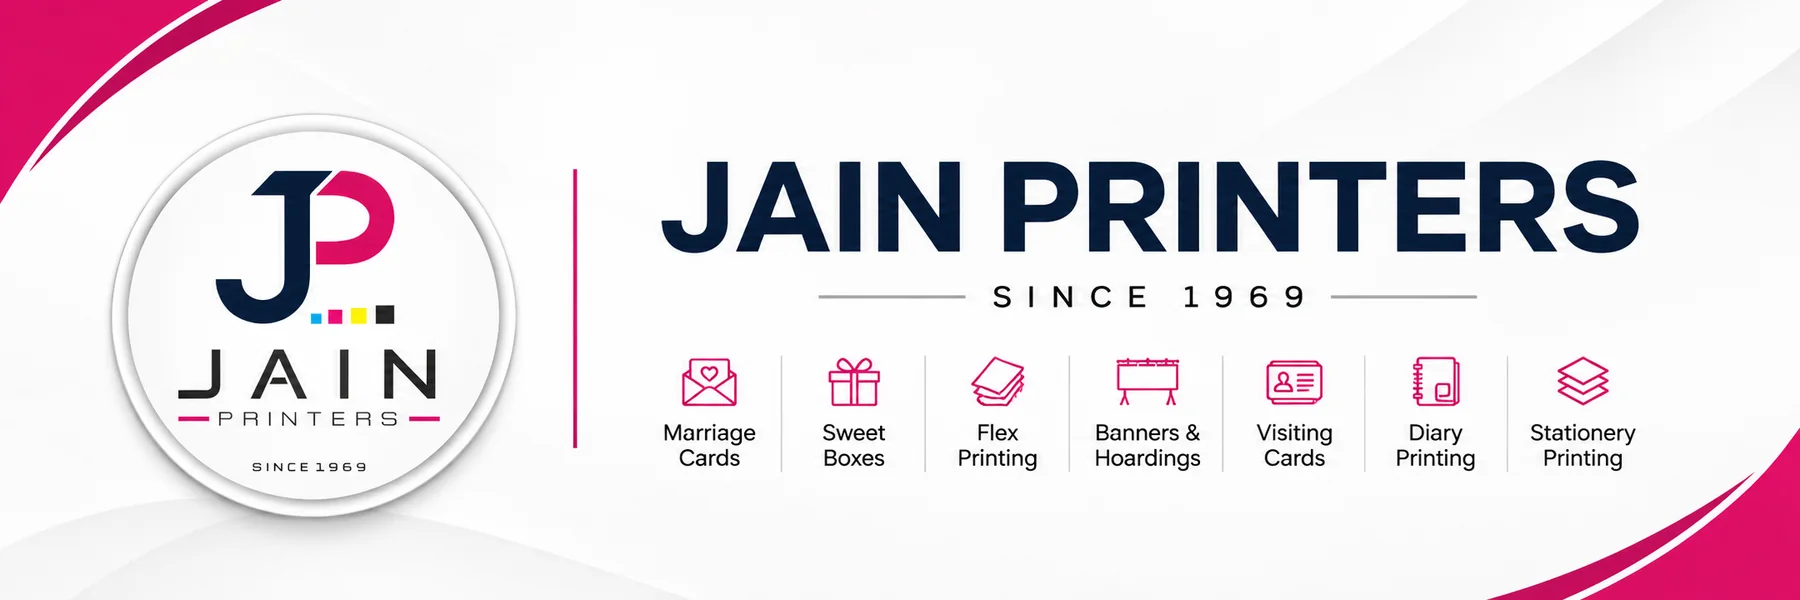 JP
JAIN
PRINTERS
SINCE 1969
JAIN PRINTERS
SINCE 1969
Marriage
Cards
Sweet
Boxes
Flex
Printing
Banners &
Hoardings
Visiting
Cards
Diary
Printing
Stationery
Printing